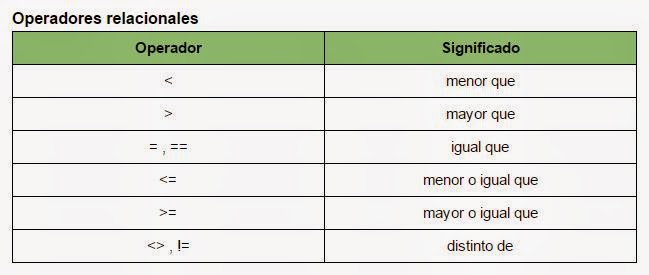 Operadores relacionales
Operador Significado
< menor que
> mayor que
= , == igual que
<= menor o igual que
>= mayor o igual que
<> , != distinto de